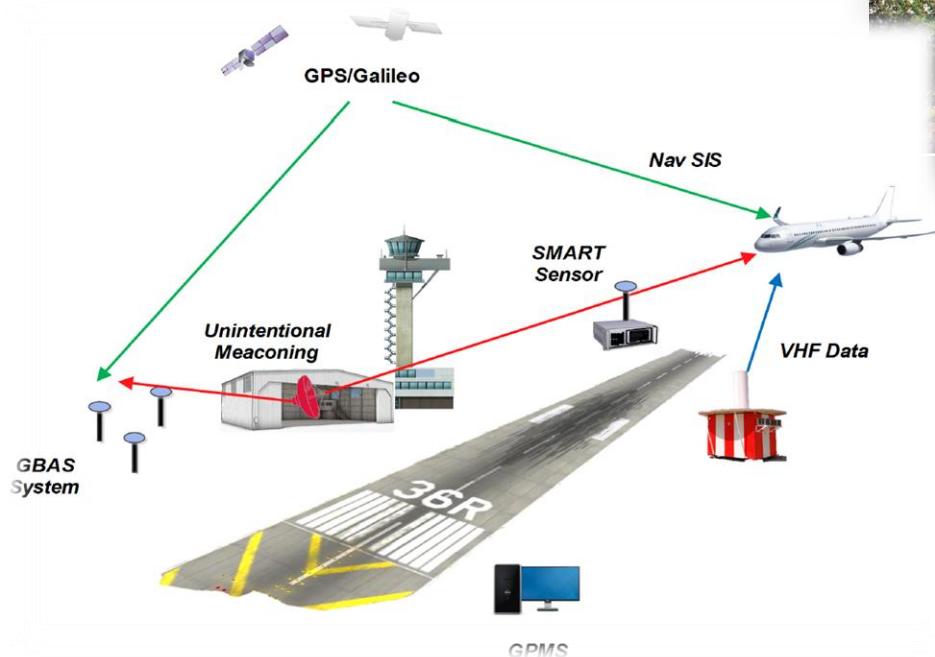 GPS/Galileo
Nav SIS
SMART
Sensor
Unintentional
Meaconing
VHF Data
GBAS
System
36R
GPMS